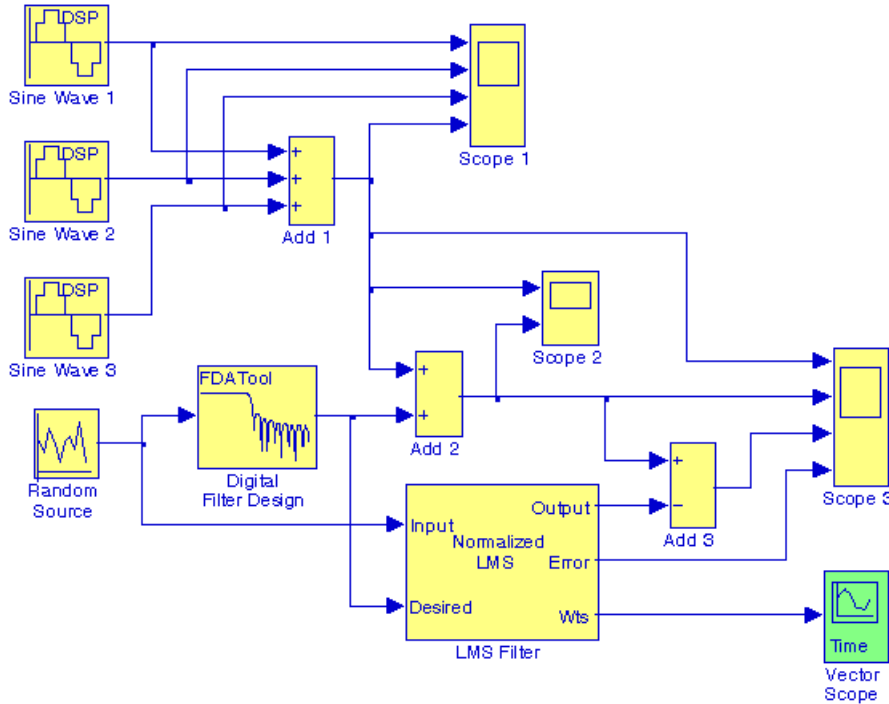 DSP
Sine Wave 1
Scope 1
DSP
Sine Wave 2
+
+
+
Add 1
DSP
Sine Wave 3
Scope 2
FDATool
Digital
Filter Design
+
+
Add 2
Random
Source
+
−
Add 3
Scope 3
Input
Normalized
LMS
Desired
Output
Error
Wts
LMS Filter
Time
Vector
Scope